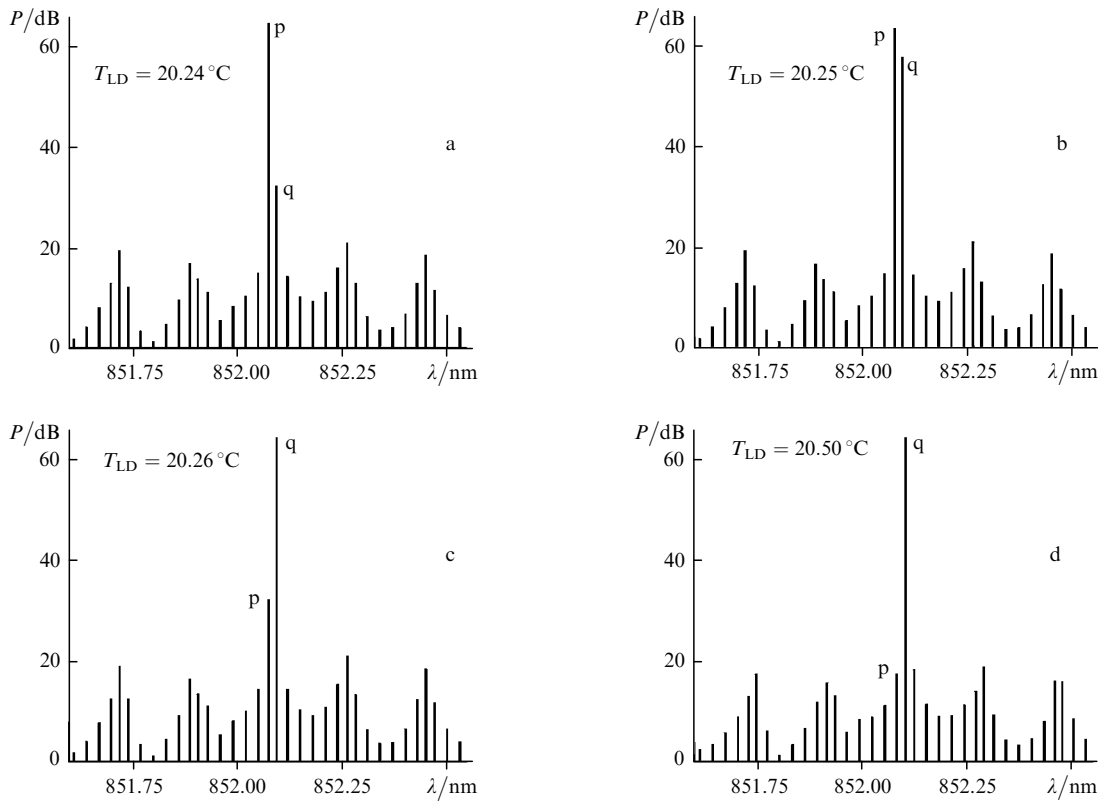 P/dB
60
40
20
0
T_LD = 20.24 °C
p
q
a
851.75
852.00
852.25
λ/nm
P/dB
60
40
20
0
T_LD = 20.25 °C
p
q
b
851.75
852.00
852.25
λ/nm
P/dB
60
40
20
0
T_LD = 20.26 °C
q
p
c
851.75
852.00
852.25
λ/nm
P/dB
60
40
20
0
T_LD = 20.50 °C
q
p
d
851.75
852.00
852.25
λ/nm